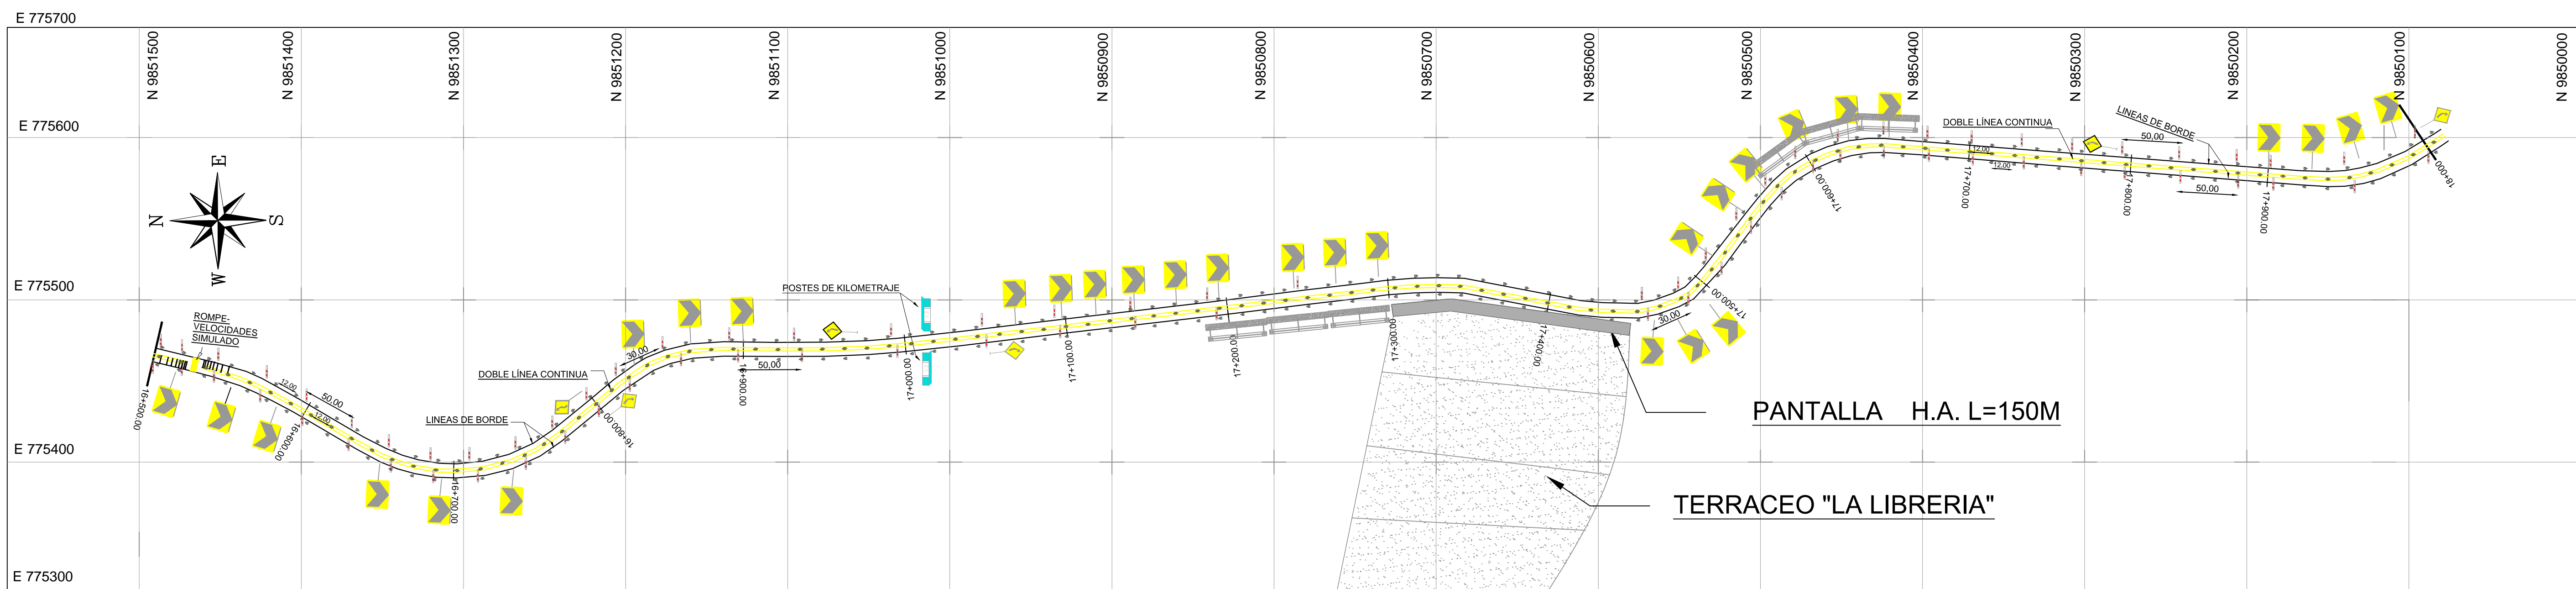 E 775700
N 9851500
N 9851400
N 9851300
N 9851200
N 9851100
N 9851000
N 9850900
N 9850800
N 9850700
N 9850600
N 9850500
N 9850400
N 9850300
N 9850200
N 9850100
N 9850000
E 775600
E 775500
E 775400
E 775300
E
N
S
W
ROMPE-
VELOCIDADES
SIMULADO
16+500.00
12,00
50,00
12,00
16+600.00
LINEAS DE BORDE
16+700.00
DOBLE LÍNEA CONTINUA
30,00
16+800.00
16+900.00
50,00
POSTES DE KILOMETRAJE
17+000.00
17+100.00
17+200.00
17+300.00
17+400.00
30,00
17+500.00
17+600.00
17+700.00
12,00
12,00
DOBLE LÍNEA CONTINUA
50,00
LINEAS DE BORDE
17+800.00
50,00
17+900.00
18+000
PANTALLA H.A. L=150M
TERRACEO "LA LIBRERIA"